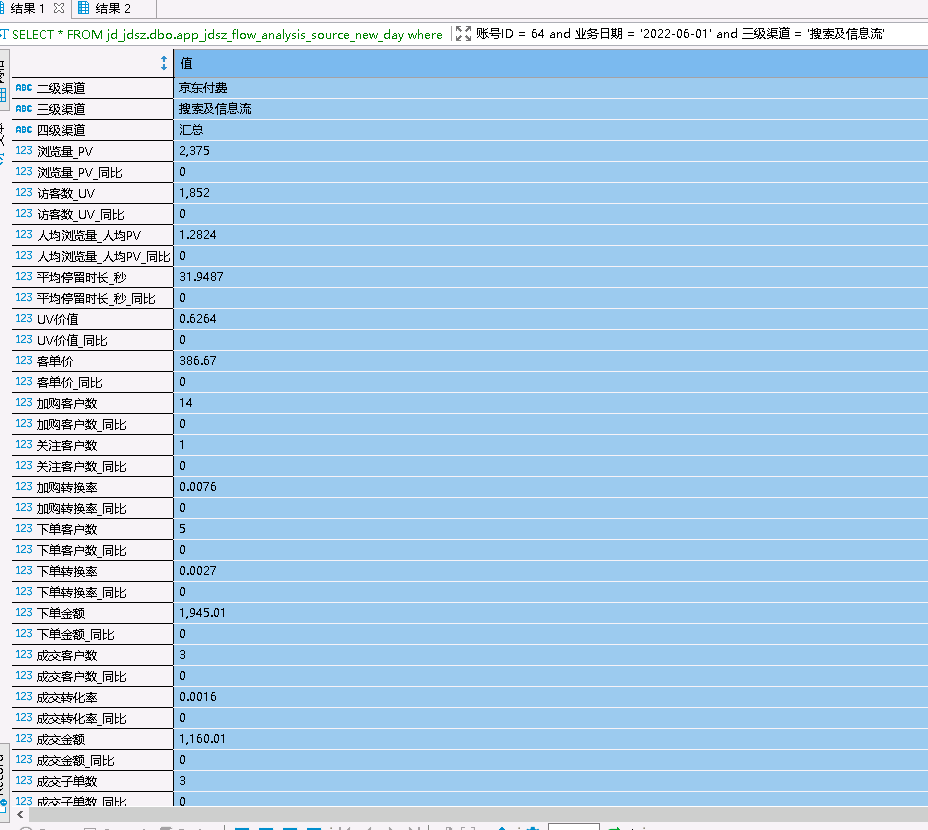 结果 1 结果 2
SELECT * FROM jd_jdsz.dbo.app_jdsz_flow_analysis_source_new_day where 账号ID = 64 and 业务日期 = '2022-06-01' and 三级渠道 = '搜索及信息流'
值
ABC 二级渠道 京东付费
ABC 三级渠道 搜索及信息流
ABC 四级渠道 汇总
123 浏览量_PV 2,375
123 浏览量_PV_同比 0
123 访客数_UV 1,852
123 访客数_UV_同比 0
123 人均浏览量_人均PV 1.2824
123 人均浏览量_人均PV_同比 0
123 平均停留时长_秒 31.9487
123 平均停留时长_秒_同比 0
123 UV价值 0.6264
123 UV价值_同比 0
123 客单价 386.67
123 客单价_同比 0
123 加购客户数 14
123 加购客户数_同比 0
123 关注客户数 1
123 关注客户数_同比 0
123 加购转换率 0.0076
123 加购转换率_同比 0
123 下单客户数 5
123 下单客户数_同比 0
123 下单转换率 0.0027
123 下单转换率_同比 0
123 下单金额 1,945.01
123 下单金额_同比 0
123 成交客户数 3
123 成交客户数_同比 0
123 成交转化率 0.0016
123 成交转化率_同比 0
123 成交金额 1,160.01
123 成交金额_同比 0
123 成交子单数 3
123 成交子单数_同比 0